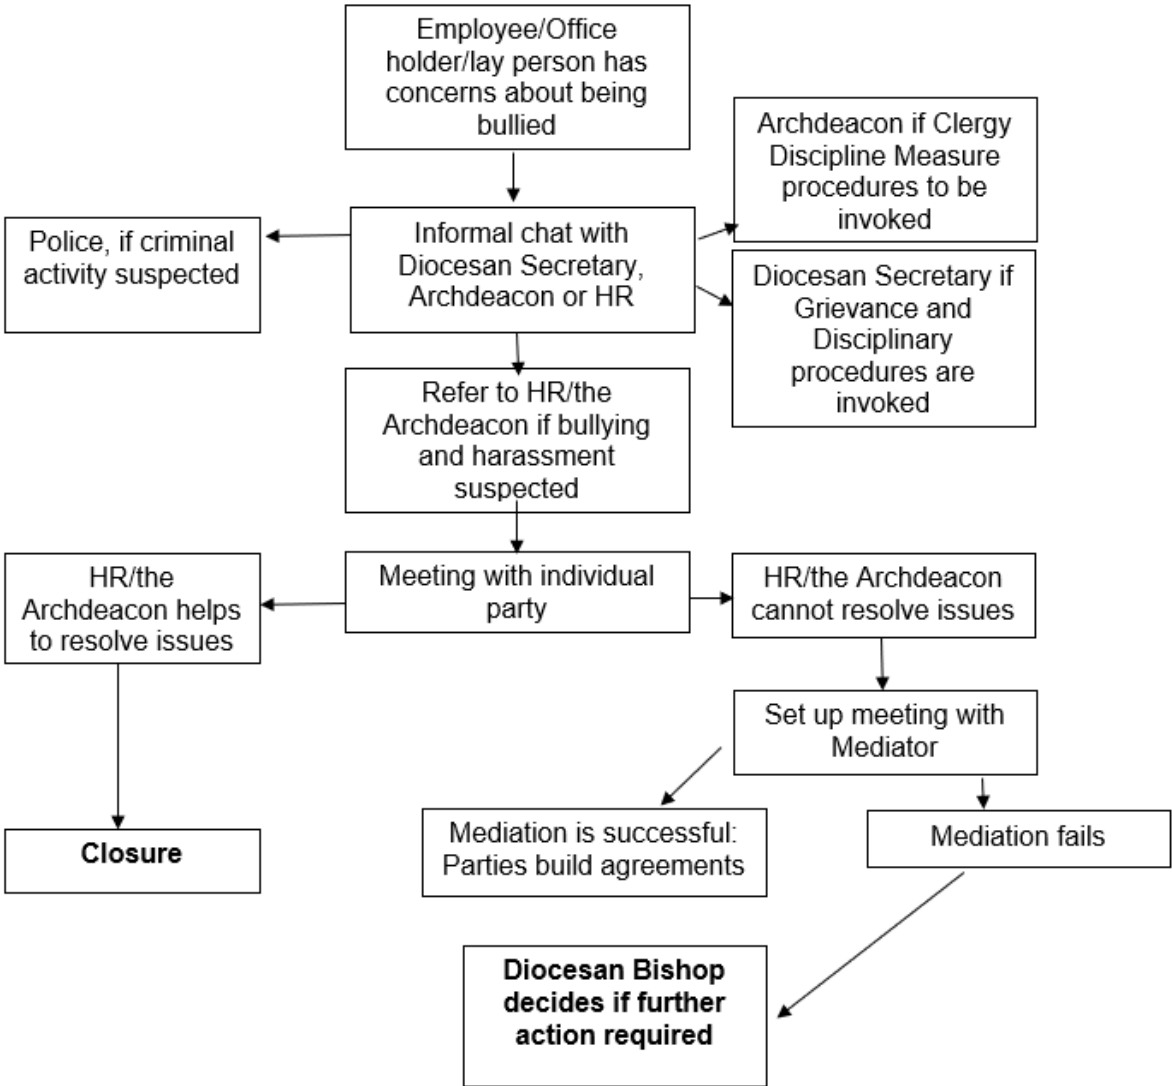 Employee/Office
holder/lay person has
concerns about being
bullied
Archdeacon if Clergy
Discipline Measure
procedures to be
invoked
Police, if criminal
activity suspected
Informal chat with
Diocesan Secretary,
Archdeacon or HR
Diocesan Secretary if
Grievance and
Disciplinary
procedures are
invoked
Refer to HR/the
Archdeacon if bullying
and harassment
suspected
HR/the
Archdeacon helps
to resolve issues
Meeting with individual
party
HR/the Archdeacon
cannot resolve issues
Set up meeting with
Mediator
Closure
Mediation is successful:
Parties build agreements
Mediation fails
Diocesan Bishop
decides if further
action required